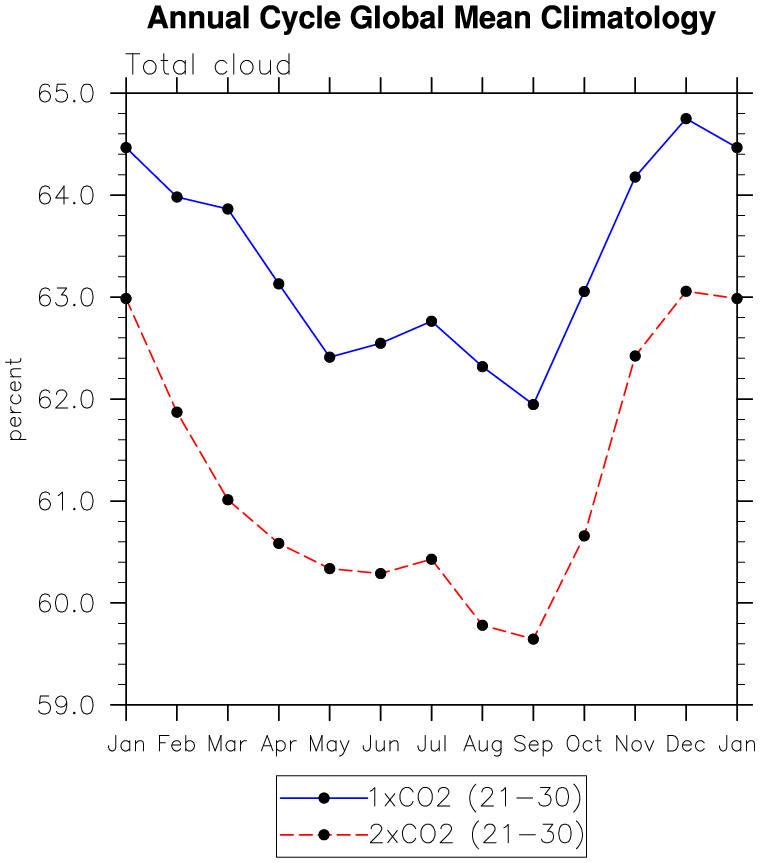 Annual Cycle Global Mean Climatology
Total cloud
65.0
64.0
63.0
62.0
61.0
60.0
59.0
percent
Jan Feb Mar Apr May Jun Jul Aug Sep Oct Nov Dec Jan
1xCO2 (21-30)
2xCO2 (21-30)